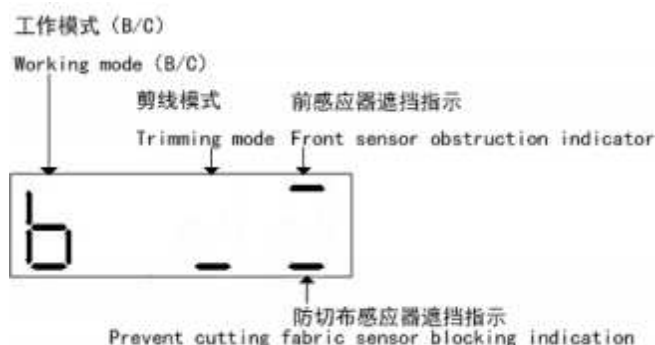 工作模式（B/C）
Working mode（B/C）
剪线模式 前感应器遮挡指示
Trimming mode Front sensor obstruction indicator
b _
防切布感应器遮挡指示
Prevent cutting fabric sensor blocking indication